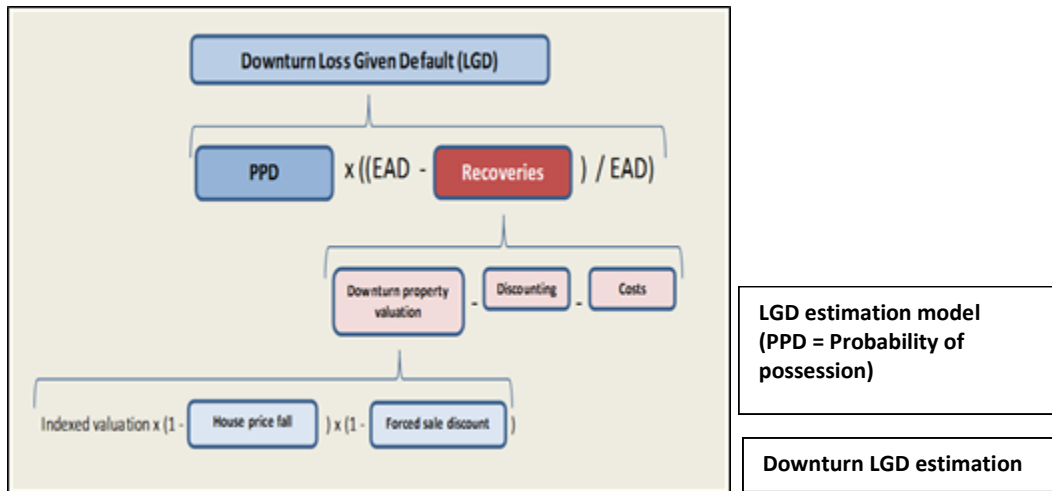 Downturn Loss Given Default (LGD)
PPD x ((EAD - Recoveries ) / EAD)
Downturn property
valuation - Discounting - Costs
Indexed valuation x (1 - House price fall ) x (1 - Forced sale discount )
LGD estimation model
(PPD = Probability of
possession)
Downturn LGD estimation